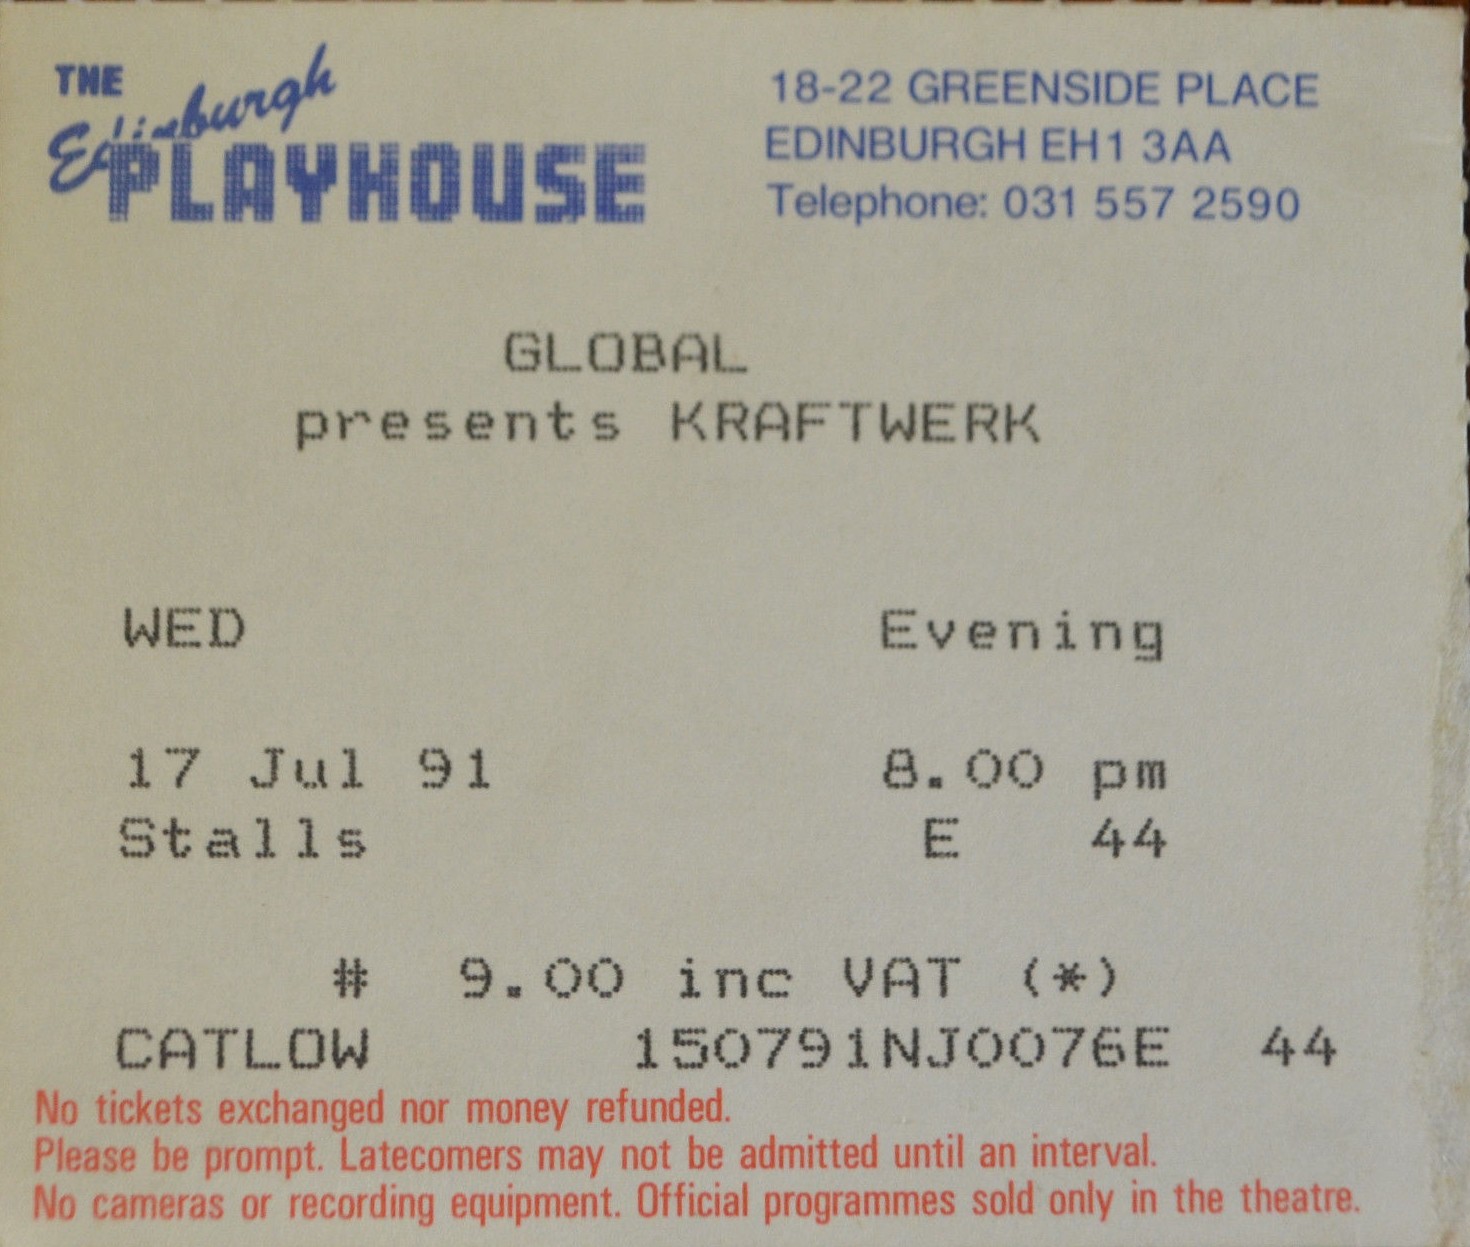 THE
Edinburgh
PLAYHOUSE
18-22 GREENSIDE PLACE
EDINBURGH EH1 3AA
Telephone: 031 557 2590
GLOBAL
presents KRAFTWERK
WED Evening
17 Jul 91 8.00 pm
Stalls E 44
# 9.00 inc VAT (*)
CATLOW 150791NJ0076E 44
No tickets exchanged nor money refunded.
Please be prompt. Latecomers may not be admitted until an interval.
No cameras or recording equipment. Official programmes sold only in the theatre.